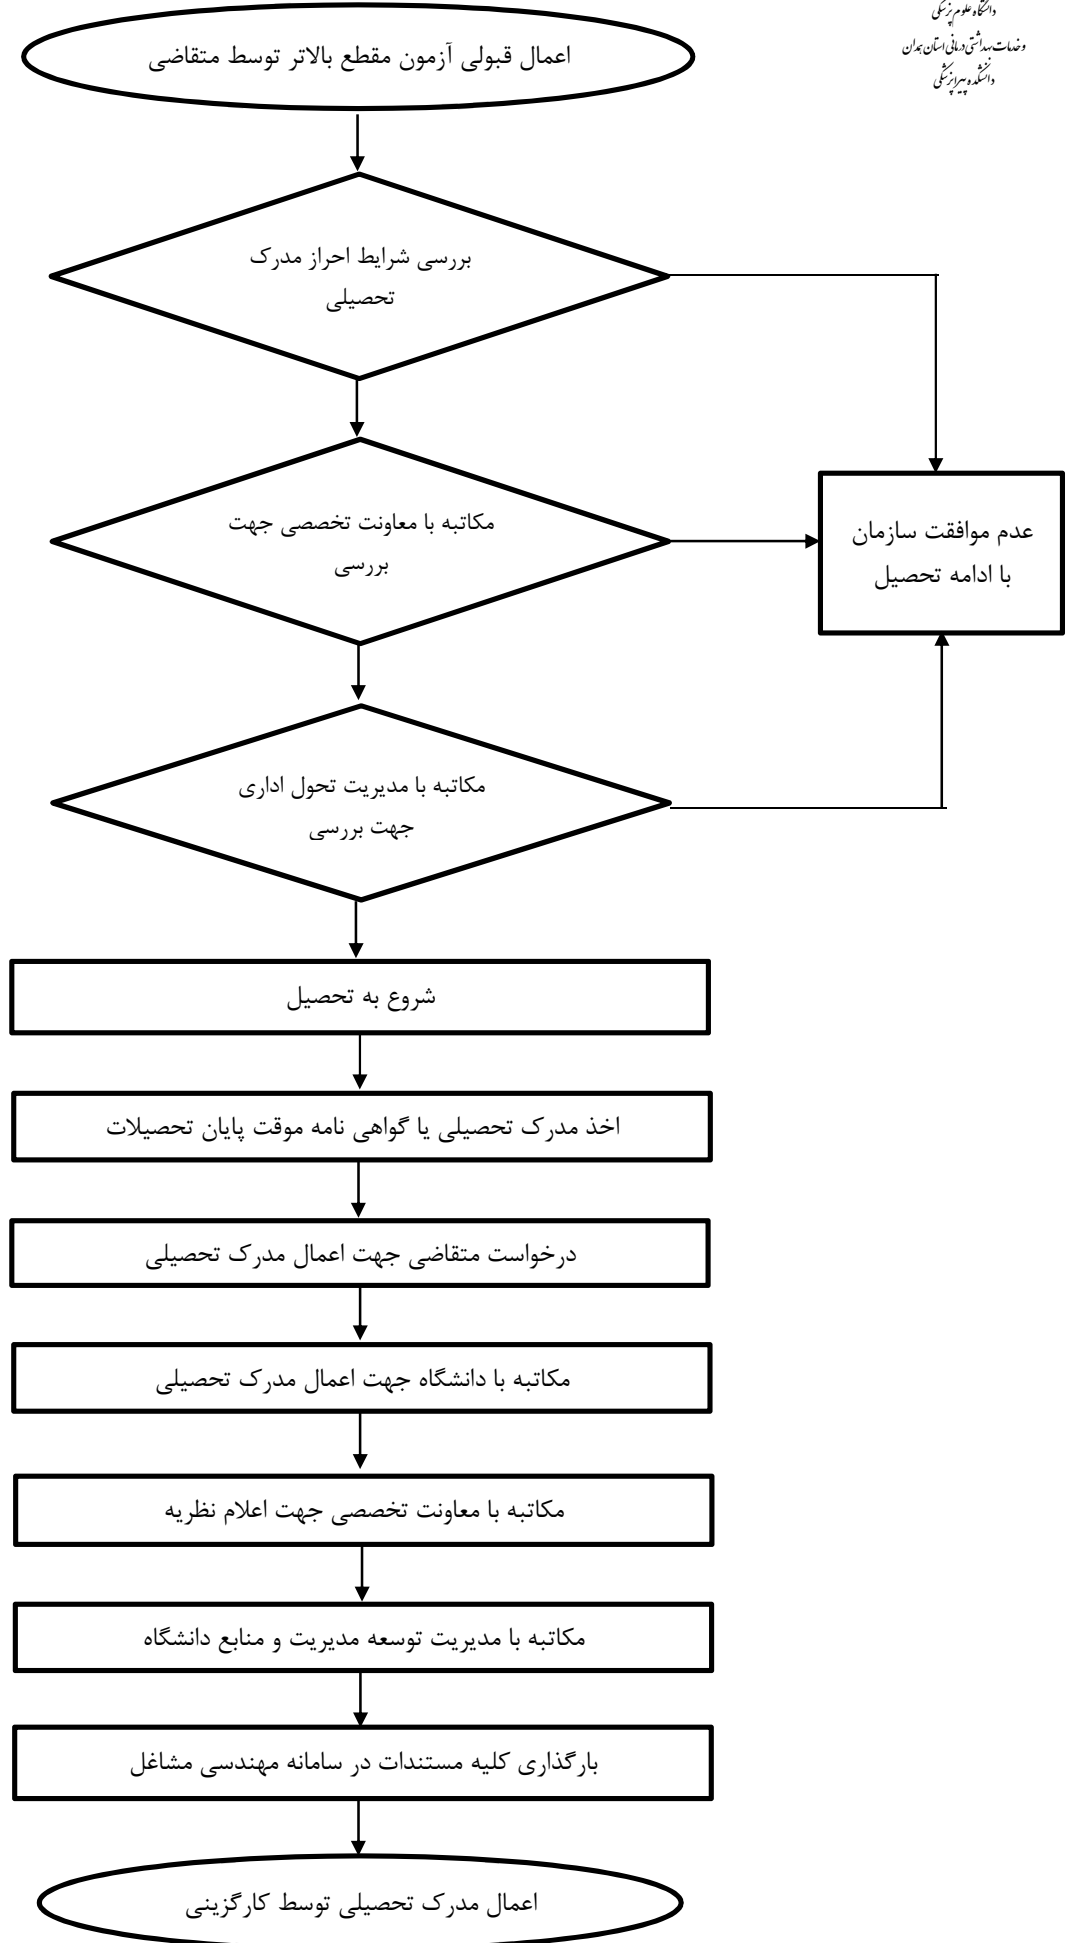 دانشگاه علوم پزشکی
و خدمات بهداشتی درمانی استان همدان
دانشکده پیراپزشکی
اعمال قبولی آزمون مقطع بالاتر توسط متقاضی
بررسی شرایط احراز مدرک
تحصیلی
مکاتبه با معاونت تخصصی جهت
بررسی
عدم موافقت سازمان
با ادامه تحصیل
مکاتبه با مدیریت تحول اداری
جهت بررسی
شروع به تحصیل
اخذ مدرک تحصیلی یا گواهی نامه موقت پایان تحصیلات
درخواست متقاضی جهت اعمال مدرک تحصیلی
مکاتبه با دانشگاه جهت اعمال مدرک تحصیلی
مکاتبه با معاونت تخصصی جهت اعلام نظریه
مکاتبه با مدیریت توسعه مدیریت و منابع دانشگاه
بارگذاری کلیه مستندات در سامانه مهندسی مشاغل
اعمال مدرک تحصیلی توسط کارگزینی